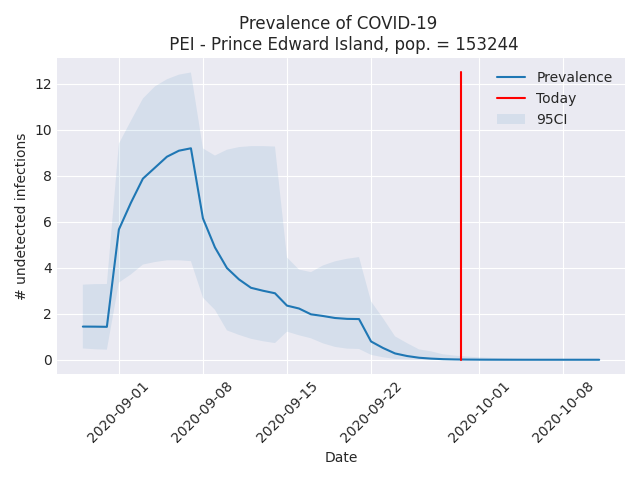 Prevalence of COVID-19
PEI - Prince Edward Island, pop. = 153244
# undetected infections
12
10
8
6
4
2
0
Prevalence
Today
95CI
2020-09-01
2020-09-08
2020-09-15
2020-09-22
2020-10-01
2020-10-08
Date